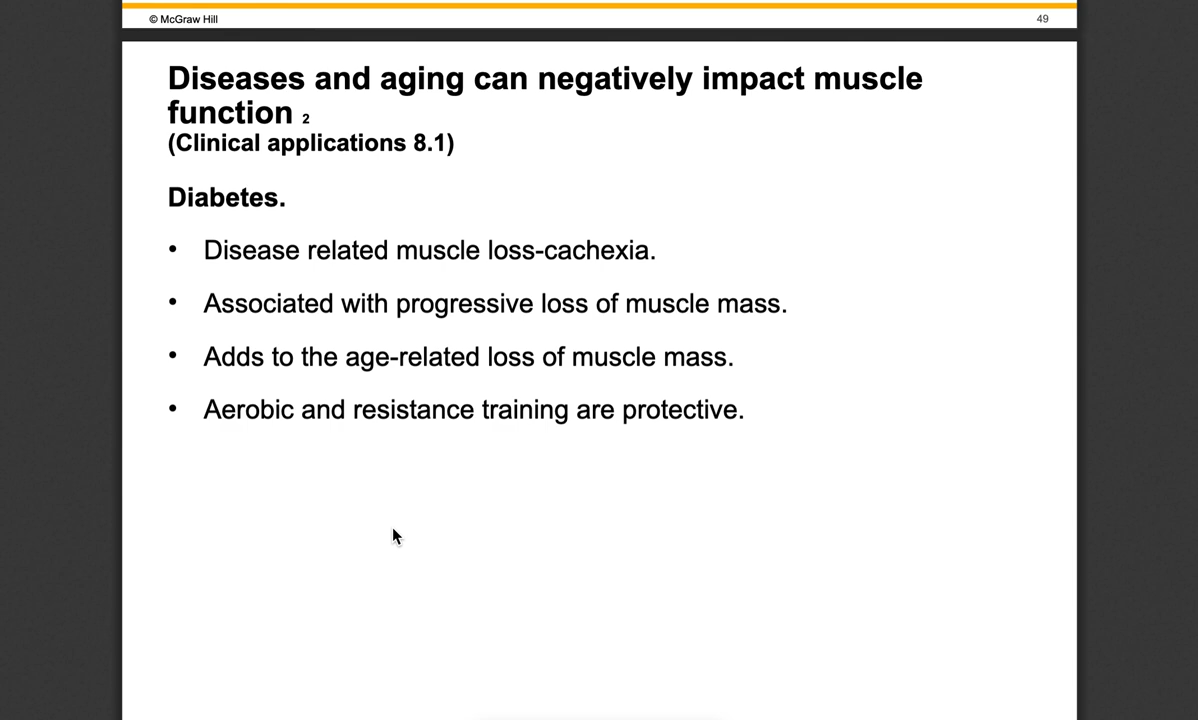 © McGraw Hill
49
Diseases and aging can negatively impact muscle
function 2
(Clinical applications 8.1)
Diabetes.
• Disease related muscle loss-cachexia.
• Associated with progressive loss of muscle mass.
• Adds to the age-related loss of muscle mass.
• Aerobic and resistance training are protective.